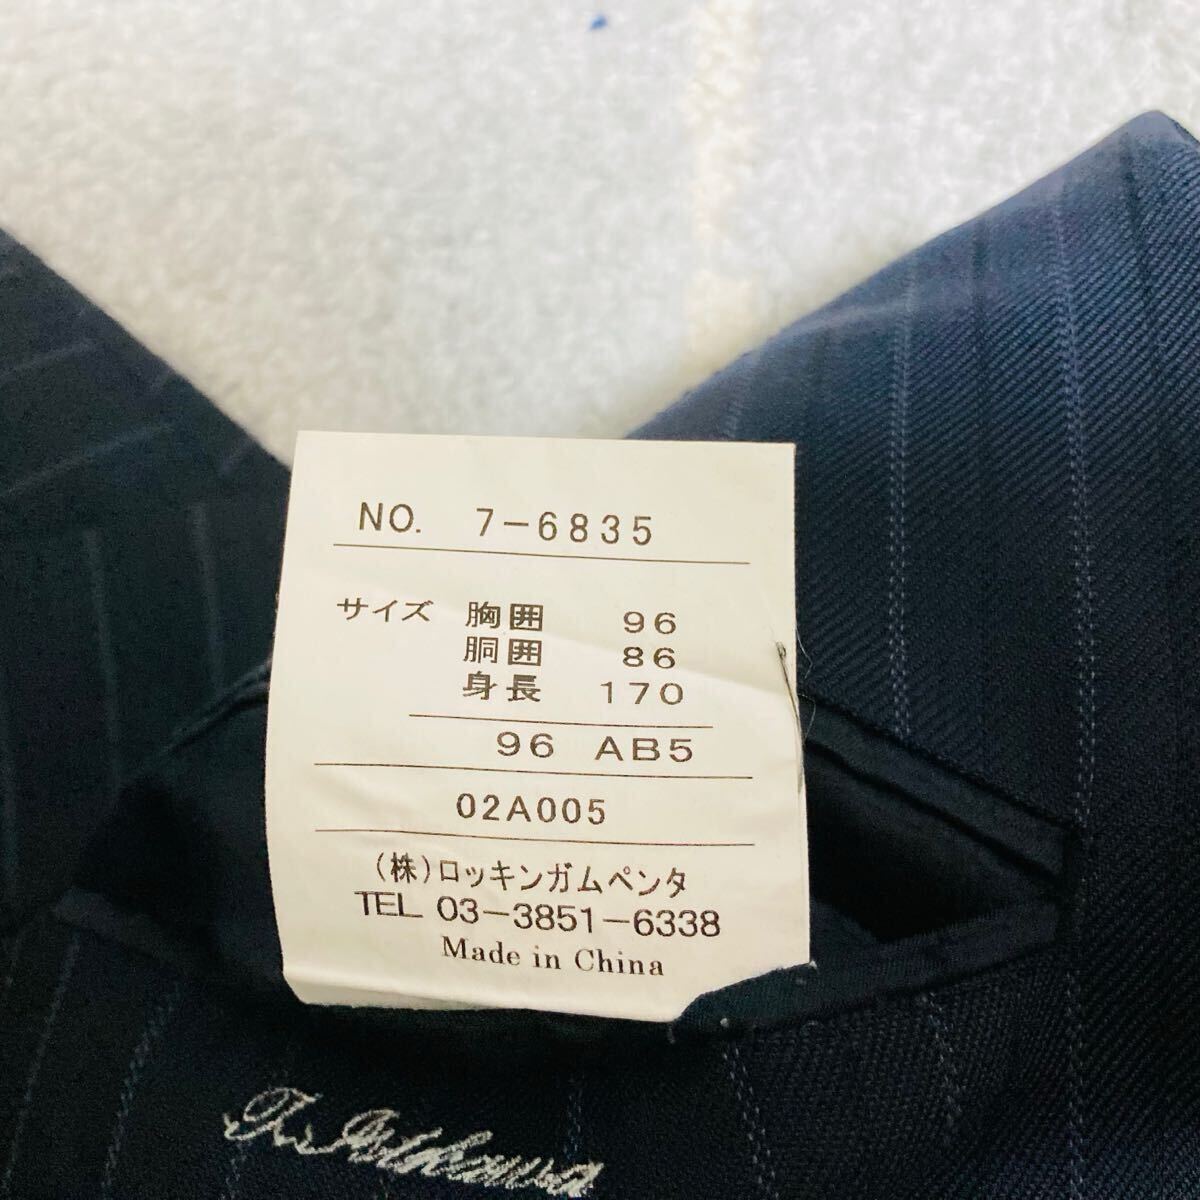 NO. 7-6835
サイズ 胸囲 96
胴囲 86
身長 170
96 AB5
02A005
(株)ロッキンガムペンタ
TEL 03-3851-6338
Made in China